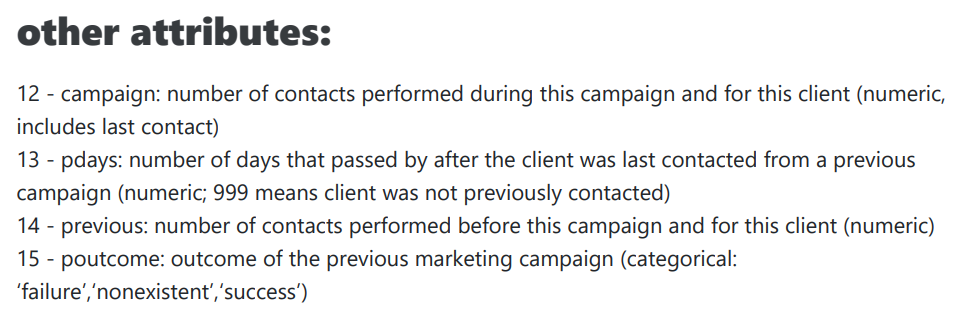 other attributes:
12 - campaign: number of contacts performed during this campaign and for this client (numeric,
includes last contact)
13 - pdays: number of days that passed by after the client was last contacted from a previous
campaign (numeric; 999 means client was not previously contacted)
14 - previous: number of contacts performed before this campaign and for this client (numeric)
15 - poutcome: outcome of the previous marketing campaign (categorical:
‘failure’,‘nonexistent’,‘success’)